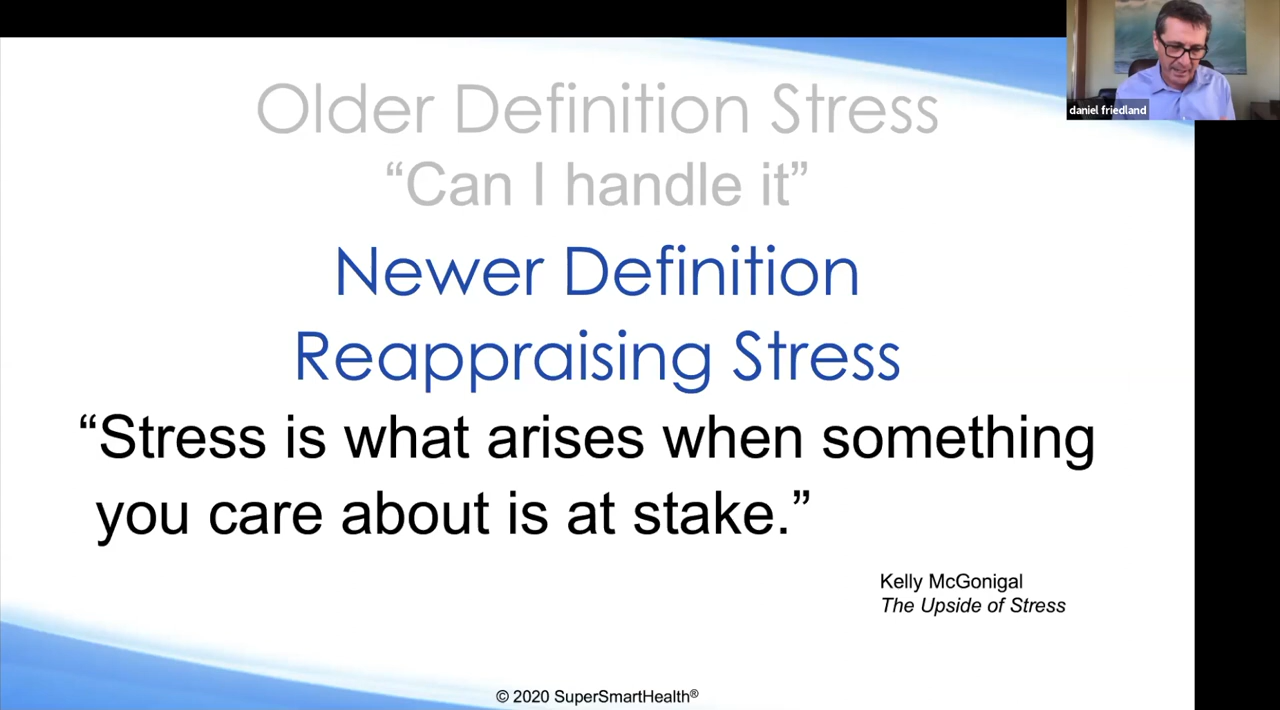 Older Definition Stress
“Can I handle it”
Newer Definition
Reappraising Stress
“Stress is what arises when something
you care about is at stake.”
Kelly McGonigal
The Upside of Stress
© 2020 SuperSmartHealth®
daniel friedland